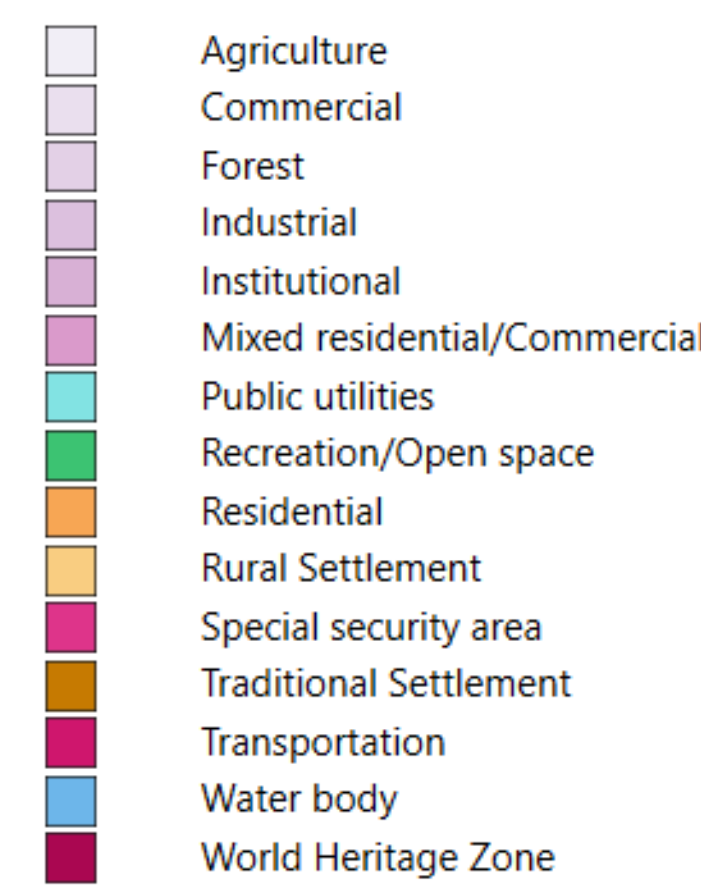 Agriculture
Commercial
Forest
Industrial
Institutional
Mixed residential/Commercial
Public utilities
Recreation/Open space
Residential
Rural Settlement
Special security area
Traditional Settlement
Transportation
Water body
World Heritage Zone